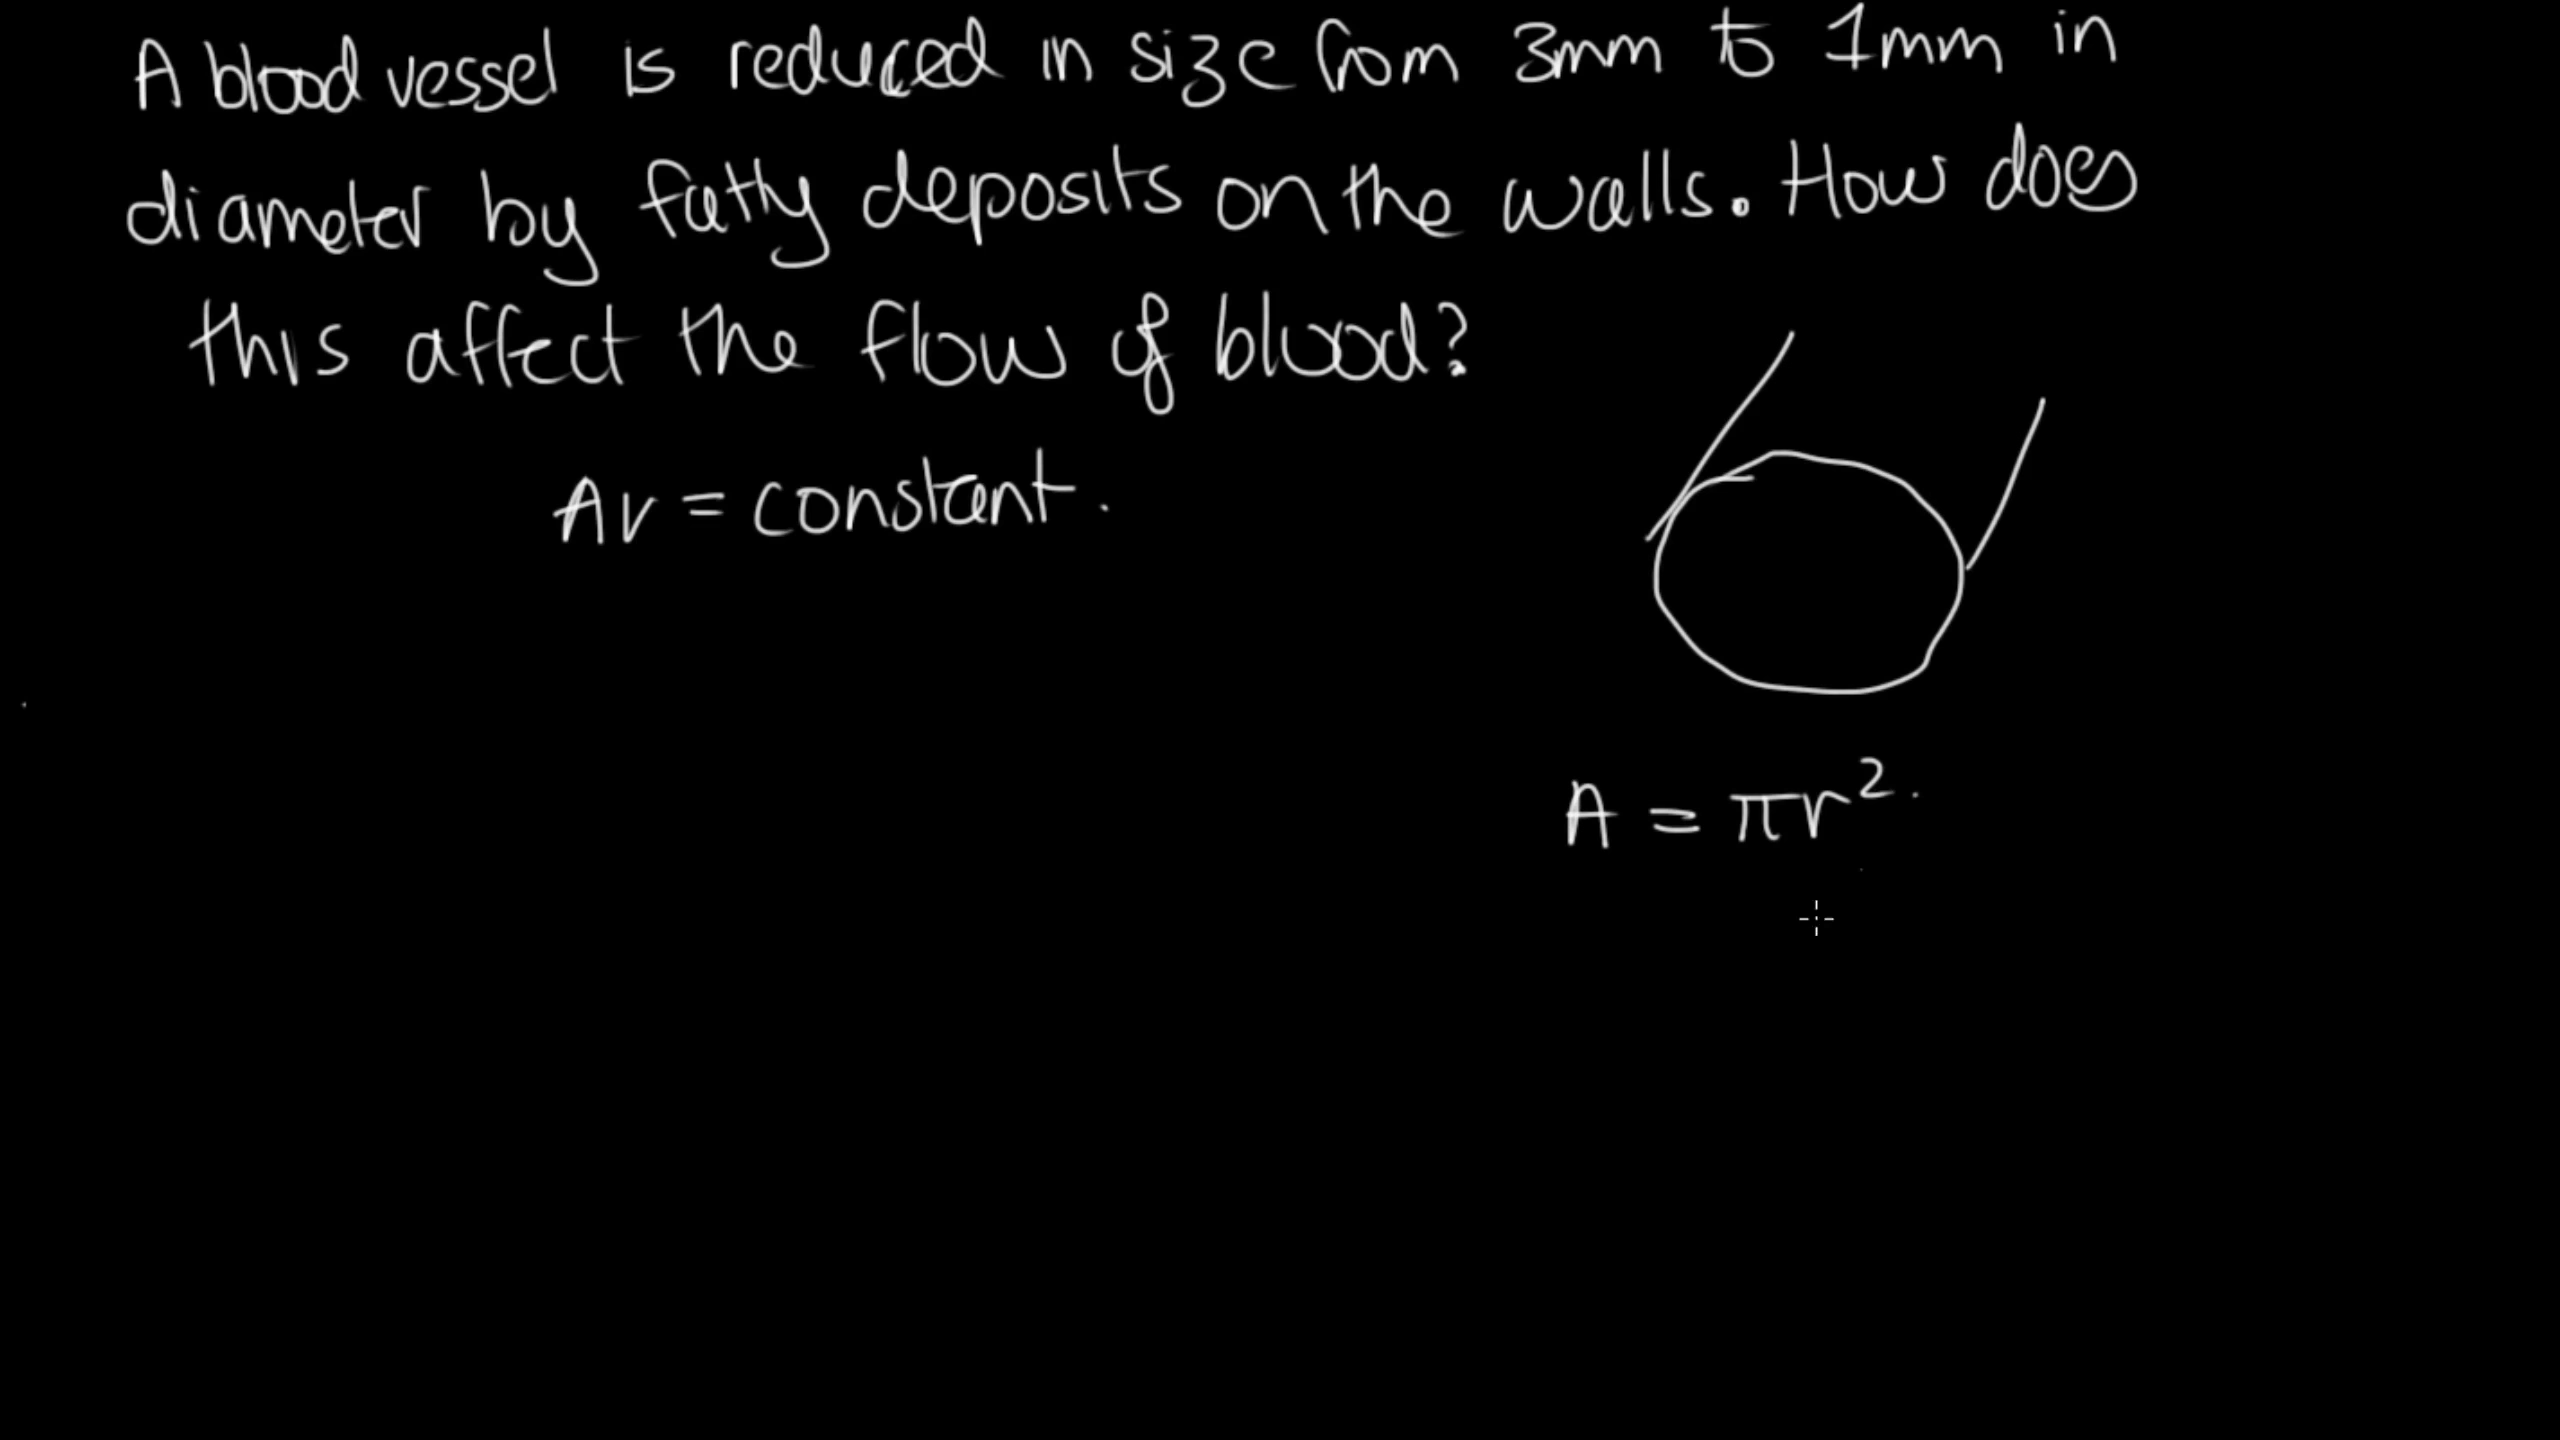 A blood vessel is reduced in size from 3mm to 1mm in
diameter by fatty deposits on the walls. How does
this affect the flow of blood?
Av = constant.
A = πr².